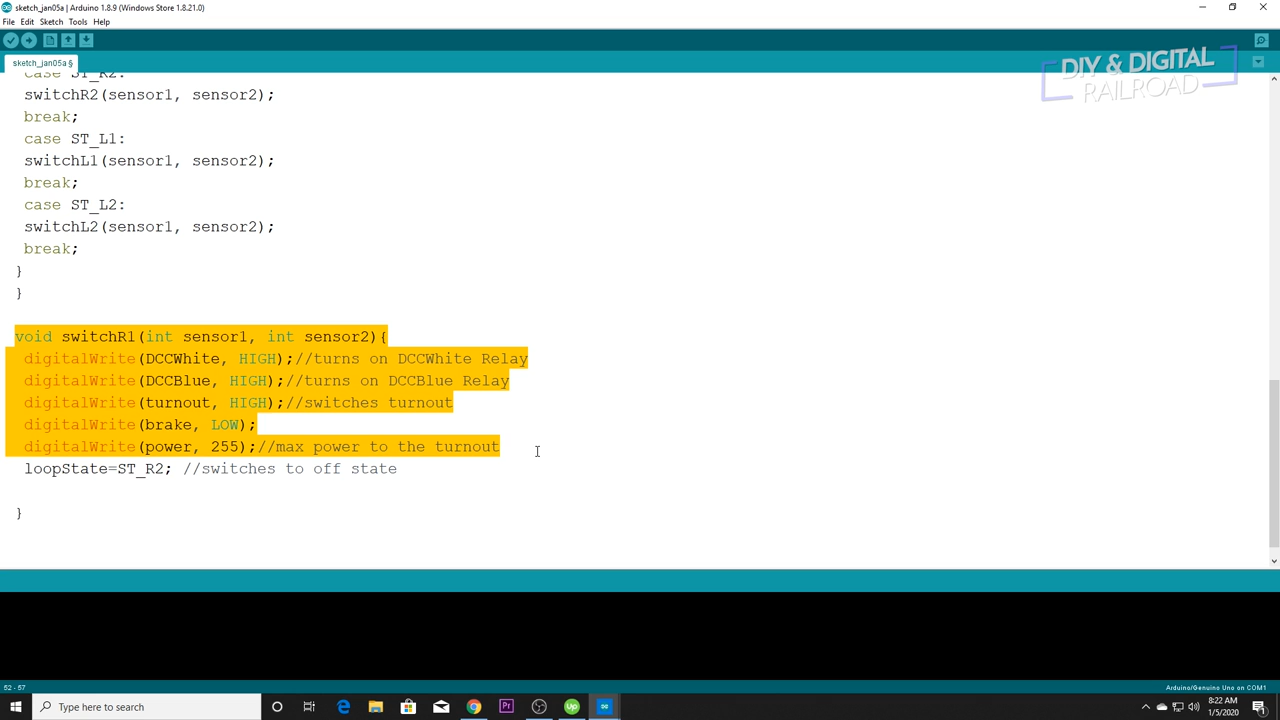 sketch_jan05a | Arduino 1.8.9 (Windows Store 1.8.21.0)
File Edit Sketch Tools Help
sketch_jan05a §
DIY & DIGITAL
RAILROAD
case ST_R2:
switchR2(sensor1, sensor2);
break;
case ST_L1:
switchL1(sensor1, sensor2);
break;
case ST_L2:
switchL2(sensor1, sensor2);
break;
}
}
void switchR1(int sensor1, int sensor2){
digitalWrite(DCCWhite, HIGH);//turns on DCCWhite Relay
digitalWrite(DCCBlue, HIGH);//turns on DCCBlue Relay
digitalWrite(turnout, HIGH);//switches turnout
digitalWrite(brake, LOW);
digitalWrite(power, 255);//max power to the turnout
loopState=ST_R2; //switches to off state
}
52 - 57
Arduino/Genuino Uno on COM1
Type here to search
Pr
Up
8:22 AM
1/5/2020
1